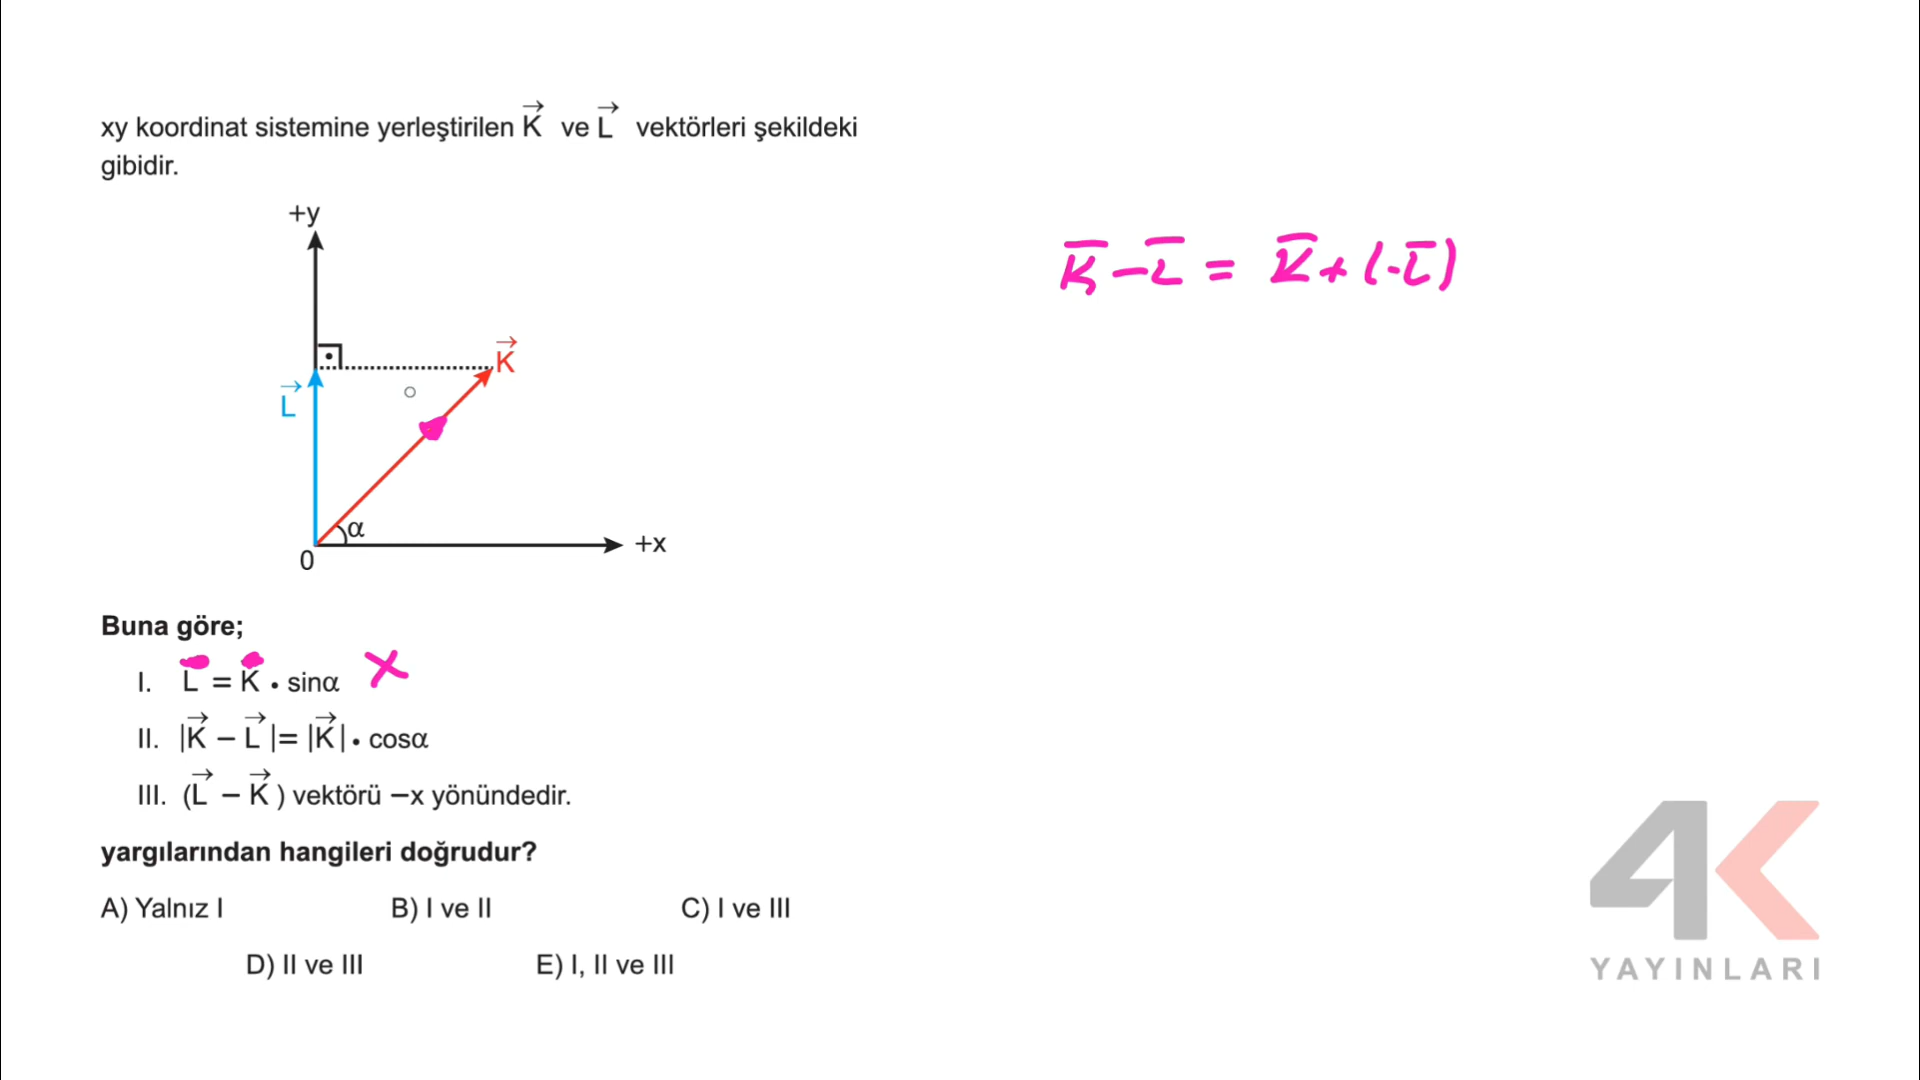 xy koordinat sistemine yerleştirilen K⃗ ve L⃗ vektörleri şekildeki
gibidir.
+y
K⃗
L⃗
α
0
+x
K̄ – L̄ = K̄ + (-L̄)
Buna göre;
I. L = K • sinα X
II. |K⃗ – L⃗| = |K⃗| • cosα
III. (L⃗ – K⃗) vektörü –x yönündedir.
yargılarından hangileri doğrudur?
A) Yalnız I B) I ve II C) I ve III
D) II ve III E) I, II ve III
4K
YAYINLARI